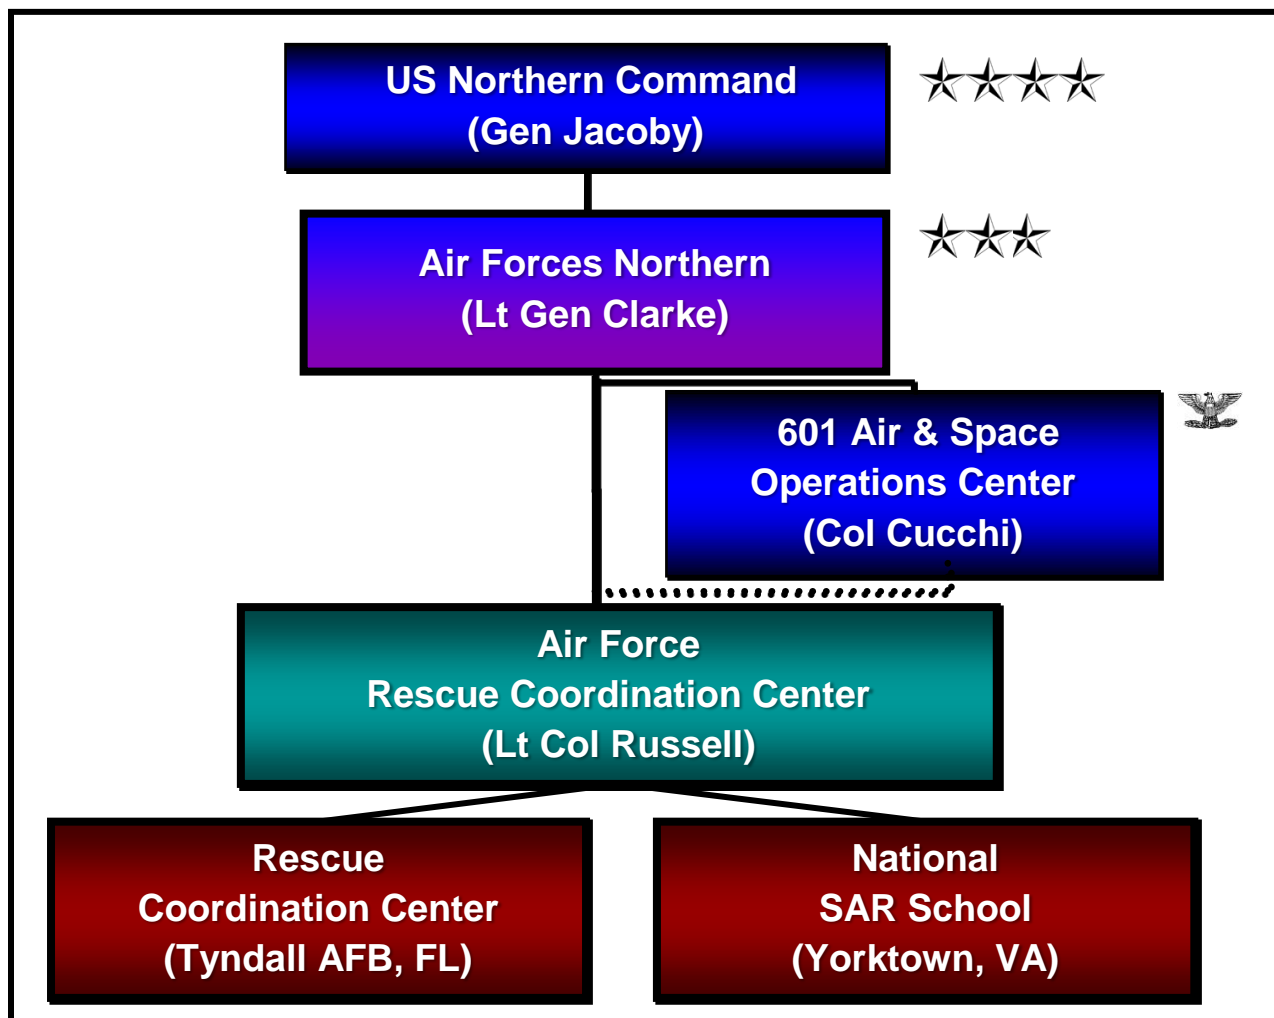 US Northern Command
(Gen Jacoby)
Air Forces Northern
(Lt Gen Clarke)
601 Air & Space
Operations Center
(Col Cucchi)
Air Force
Rescue Coordination Center
(Lt Col Russell)
Rescue
Coordination Center
(Tyndall AFB, FL)
National
SAR School
(Yorktown, VA)